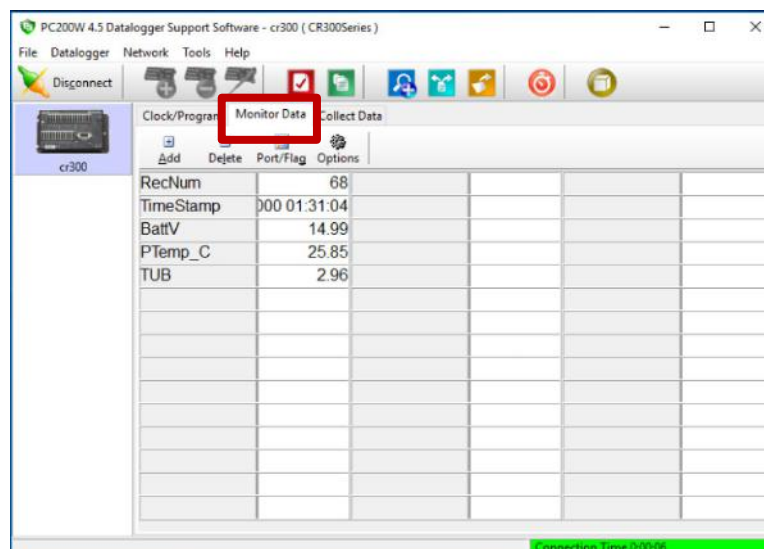 PC200W 4.5 Datalogger Support Software - cr300 ( CR300Series )
File Datalogger Network Tools Help
Disconnect
cr300
Clock/Program Monitor Data Collect Data
Add Delete Port/Flag Options
RecNum 68
TimeStamp 000 01:31:04
BattV 14.99
PTemp_C 25.85
TUB 2.96
Connection Time 0:00:06